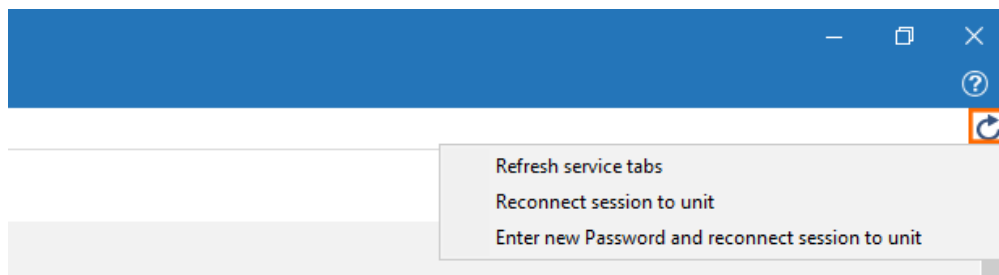 Refresh service tabs
Reconnect session to unit
Enter new Password and reconnect session to unit